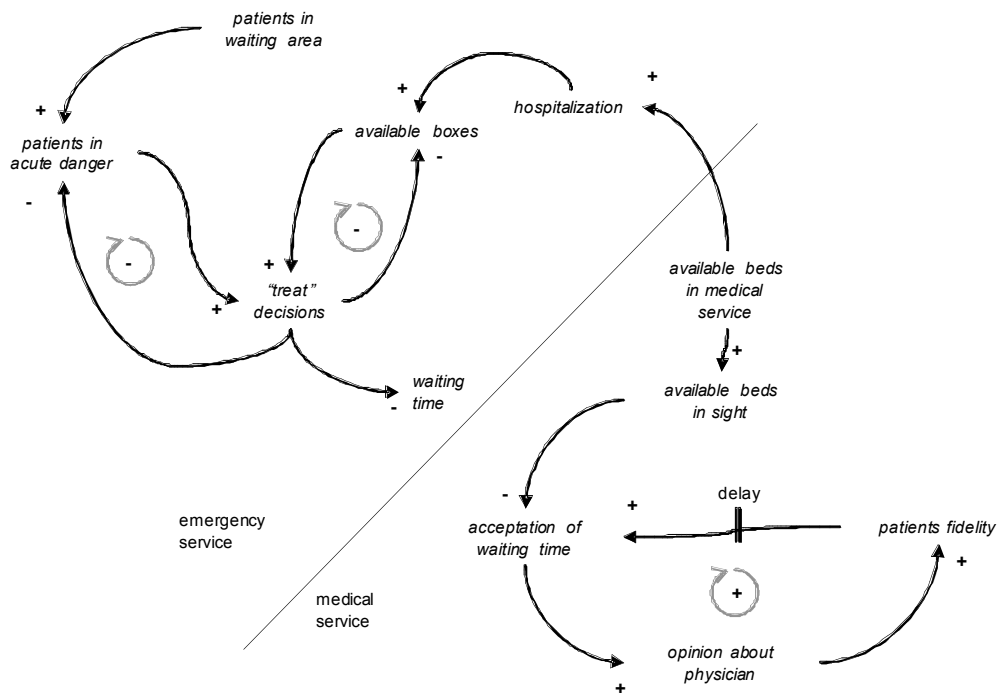 patients in
waiting area
+
+
+
hospitalization
patients in
acute danger
available boxes
-
-
-
-
+
+
"treat"
decisions
available beds
in medical
service
+
waiting
time
-
available beds
in sight
-
+
delay
emergency
service
acceptation of
waiting time
patients fidelity
+
+
medical
service
opinion about
physician
+